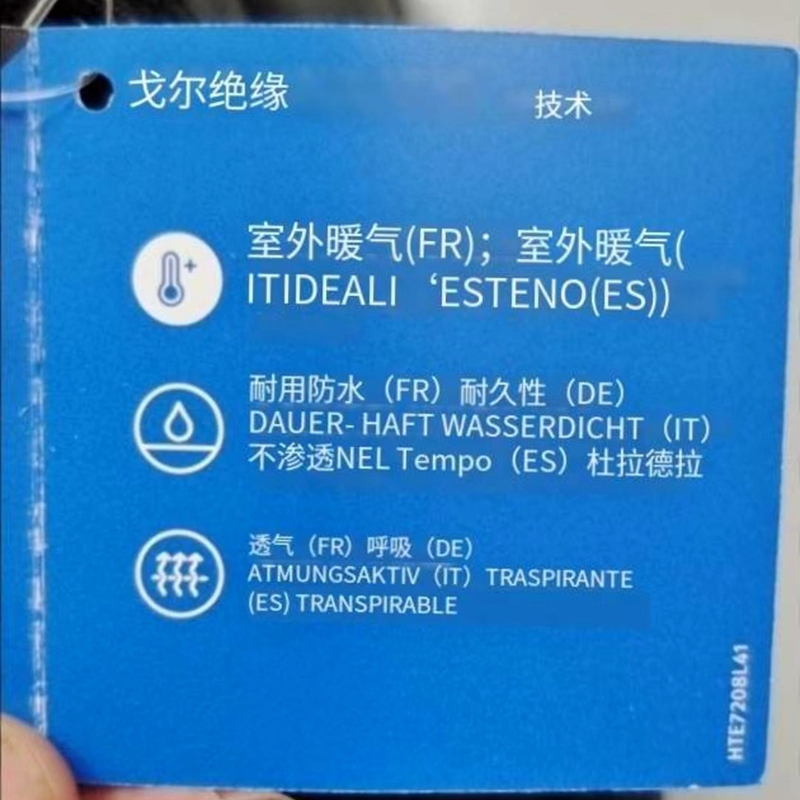 戈尔绝缘
技术
室外暖气(FR)；室外暖气(
ITIDEALI‘ESTENO(ES))
耐用防水（FR）耐久性（DE）
DAUER- HAFT WASSERDICHT（IT）
不渗透NEL Tempo（ES）杜拉德拉
透气（FR）呼吸（DE）
ATMUNGSAKTIV（IT）TRASPIRANTE
(ES) TRANSPIRABLE
HTE7208L41